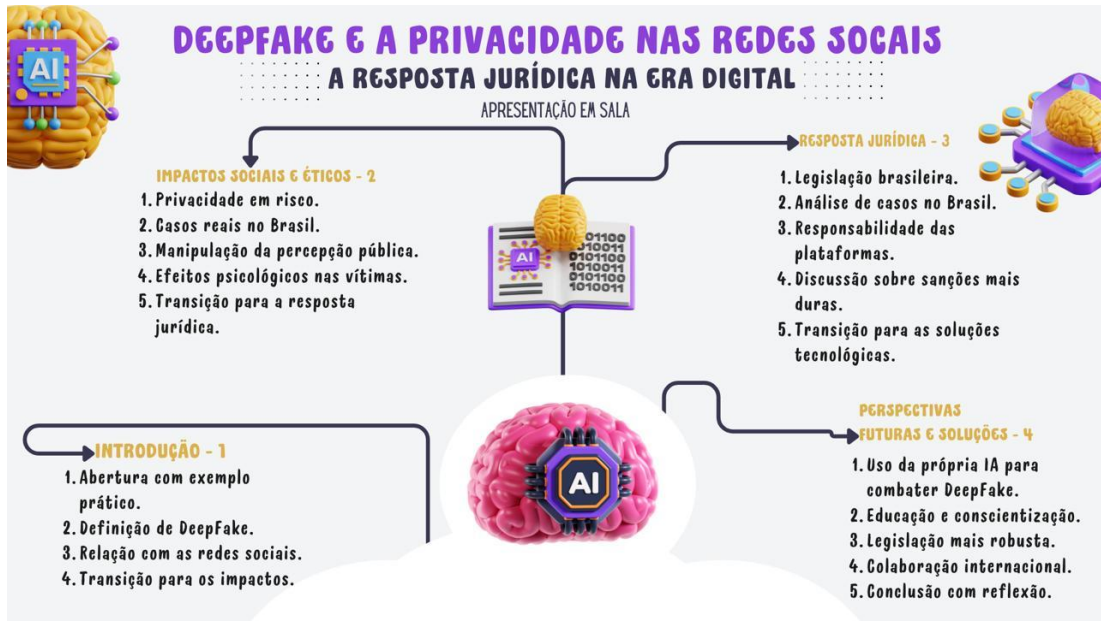 DEEPFAKE E A PRIVACIDADE NAS REDES SOCAIS
A RESPOSTA JURÍDICA NA ERA DIGITAL
APRESENTAÇÃO EM SALA
AI
IMPACTOS SOCIAIS E ÉTICOS - 2
1. Privacidade em risco.
2. Casos reais no Brasil.
3. Manipulação da percepção pública.
4. Efeitos psicológicos nas vítimas.
5. Transição para a resposta
jurídica.
RESPOSTA JURÍDICA - 3
1. Legislação brasileira.
2. Análise de casos no Brasil.
3. Responsabilidade das
plataformas.
4. Discussão sobre sanções mais
duras.
5. Transição para as soluções
tecnológicas.
AI
01100
010011
0101100
1010011
0101100
1010011
INTRODUÇÃO - 1
1. Abertura com exemplo
prático.
2. Definição de DeepFake.
3. Relação com as redes sociais.
4. Transição para os impactos.
AI
PERSPECTIVAS
FUTURAS E SOLUÇÕES - 4
1. Uso da própria IA para
combater DeepFake.
2. Educação e conscientização.
3. Legislação mais robusta.
4. Colaboração internacional.
5. Conclusão com reflexão.